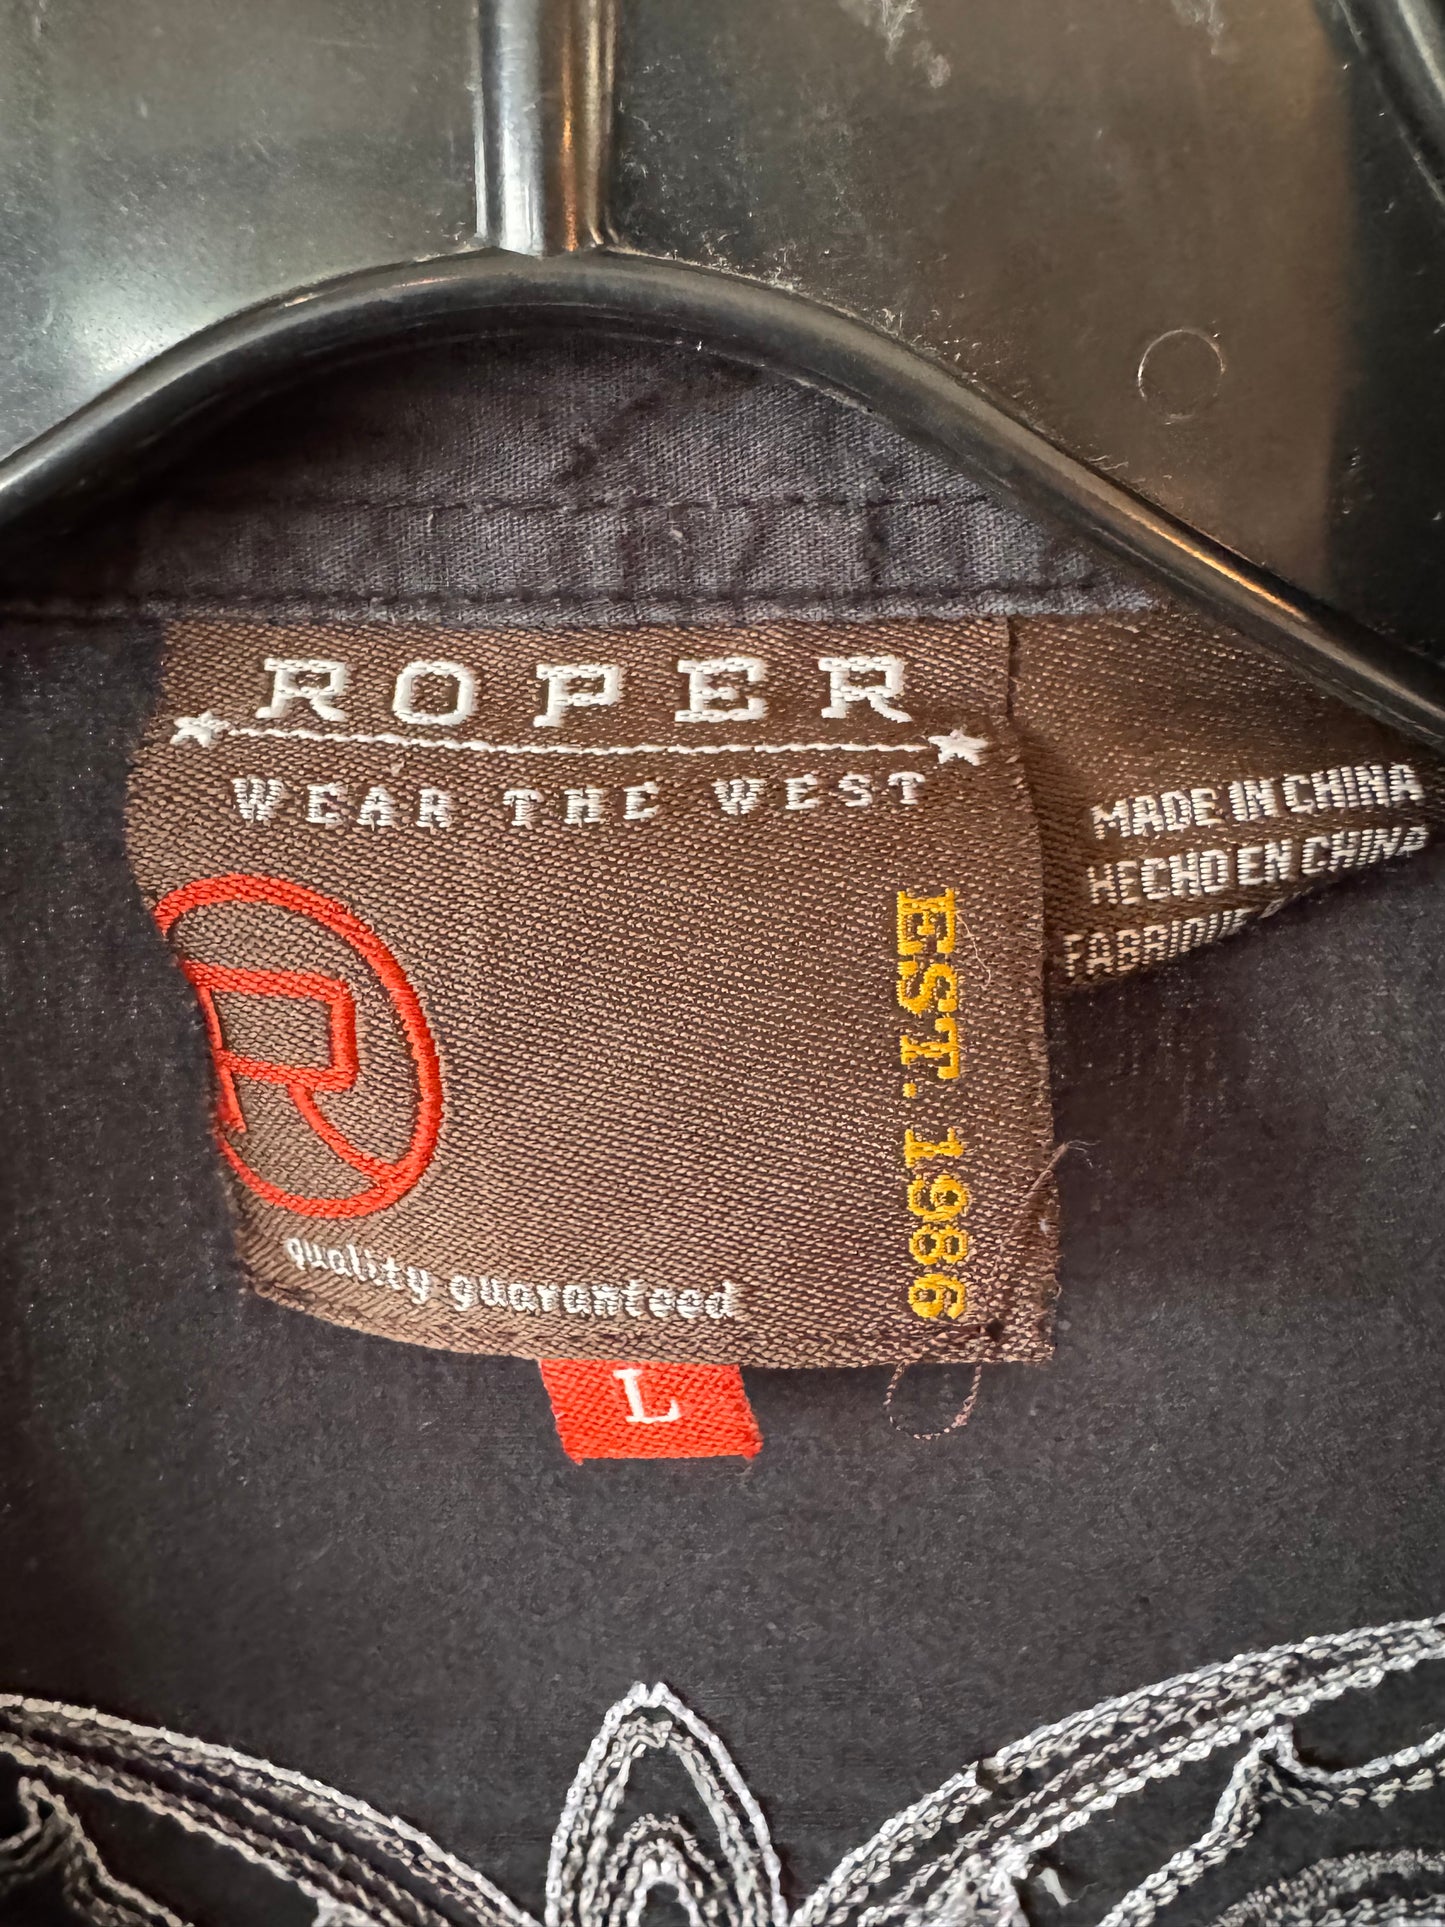 ROPER
WEAR THE WEST
R
EST. 1986
quality guaranteed
L
MADE IN CHINA
HECHO EN CHINA